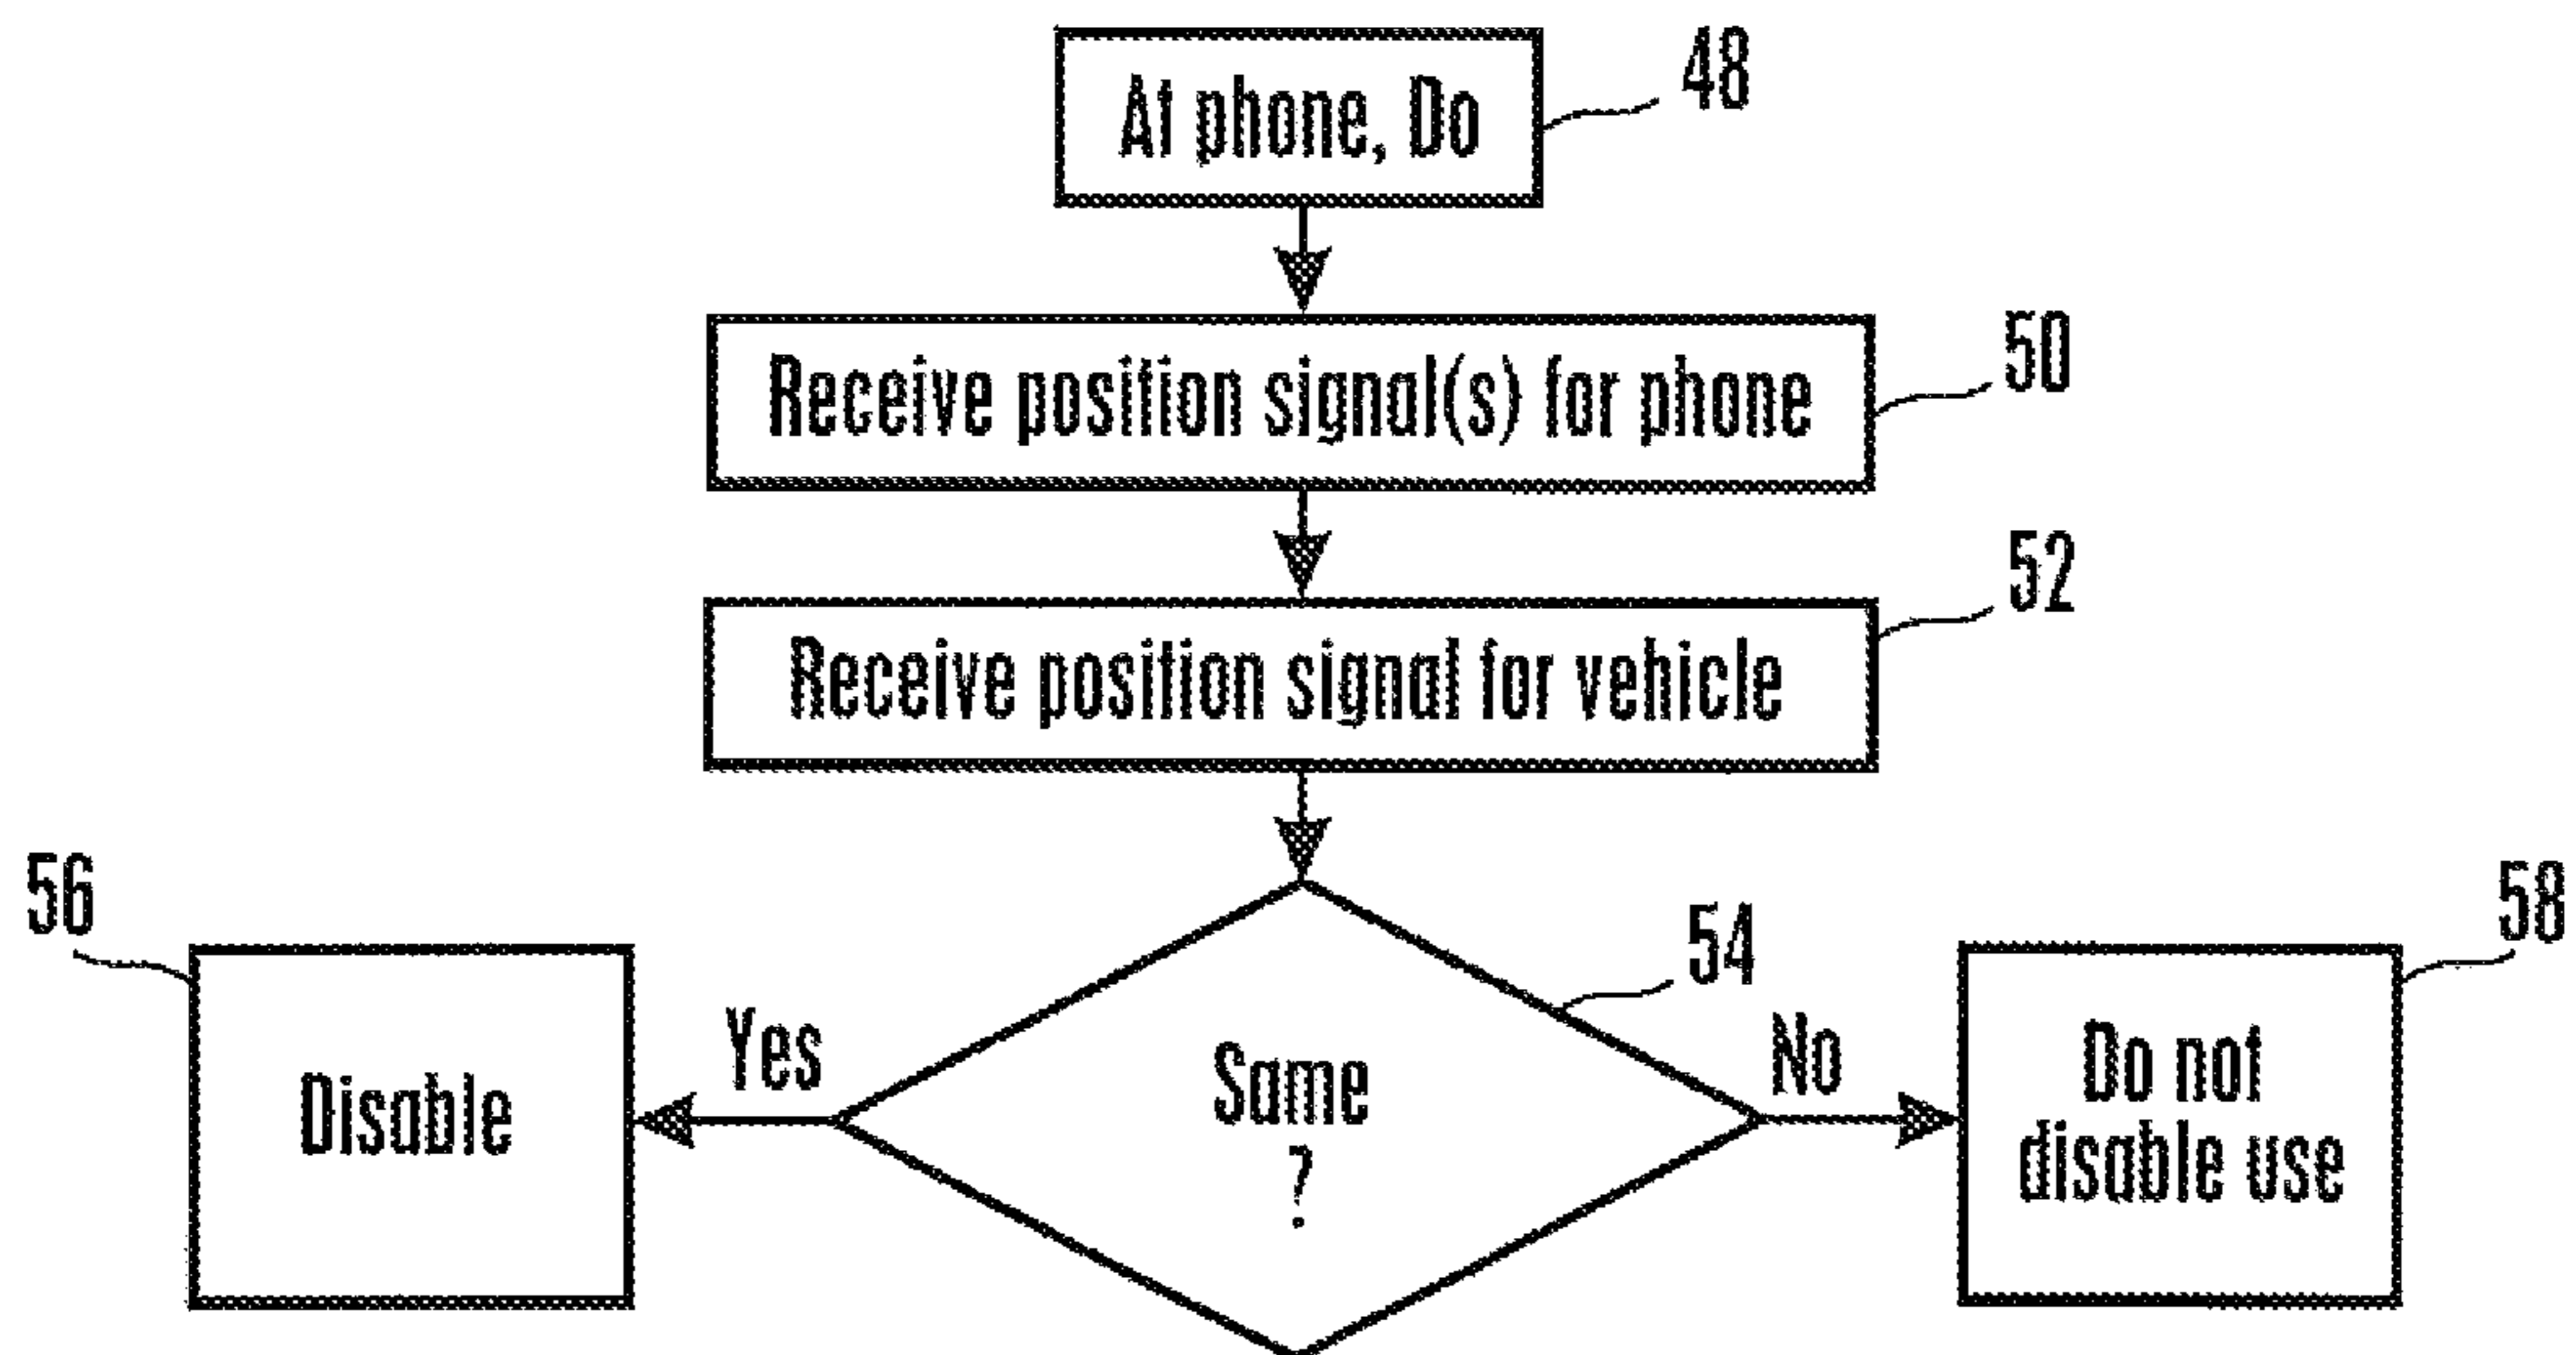 At phone, Do
48
Receive position signal(s) for phone
50
Receive position signal for vehicle
52
56
54
58
Yes
No
Disable
Same
?
Do not
disable use